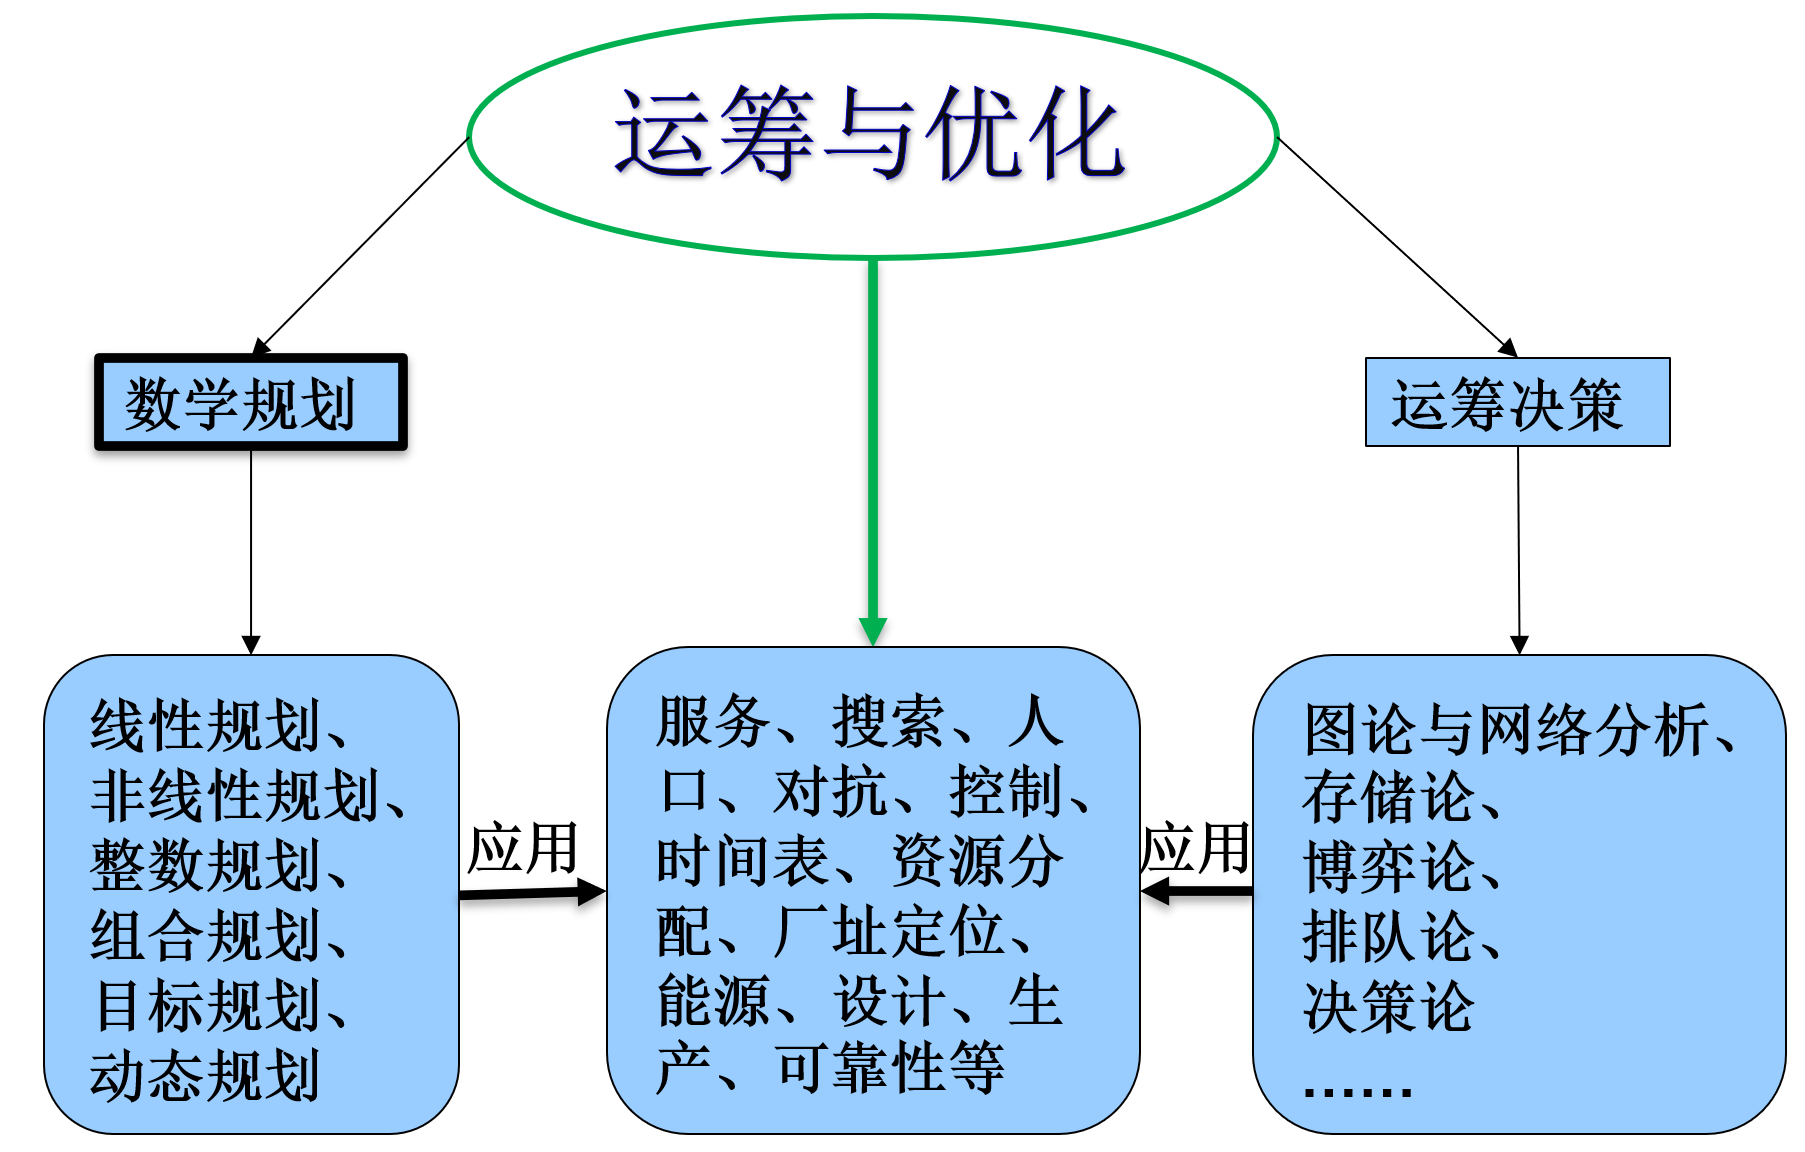 运筹与优化
数学规划
运筹决策
线性规划、
非线性规划、
整数规划、
组合规划、
目标规划、
动态规划
应用
服务、搜索、人
口、对抗、控制、
时间表、资源分
配、厂址定位、
能源、设计、生
产、可靠性等
应用
图论与网络分析、
存储论、
博弈论、
排队论、
决策论
......